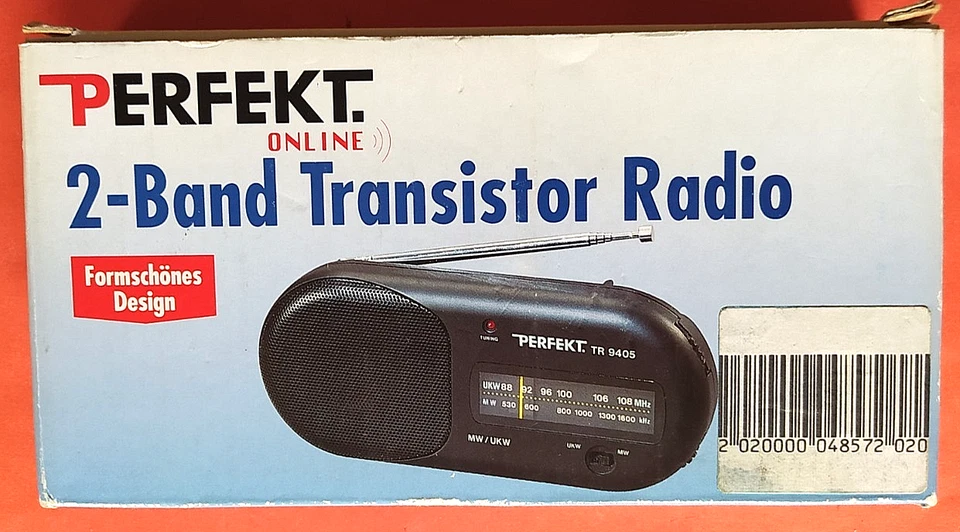 PERFEKT.
ONLINE
2-Band Transistor Radio
Formschönes
Design
TUNING
PERFEKT. TR 9405
UKW 88 92 96 100 106 108 MHz
MW 530 600 800 1000 1300 1600 kHz
MW / UKW
UKW MW
2 020000 048572 020